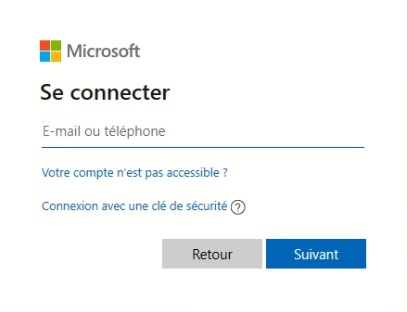 Microsoft
Se connecter
E-mail ou téléphone
Votre compte n'est pas accessible ?
Connexion avec une clé de sécurité ?
Retour
Suivant